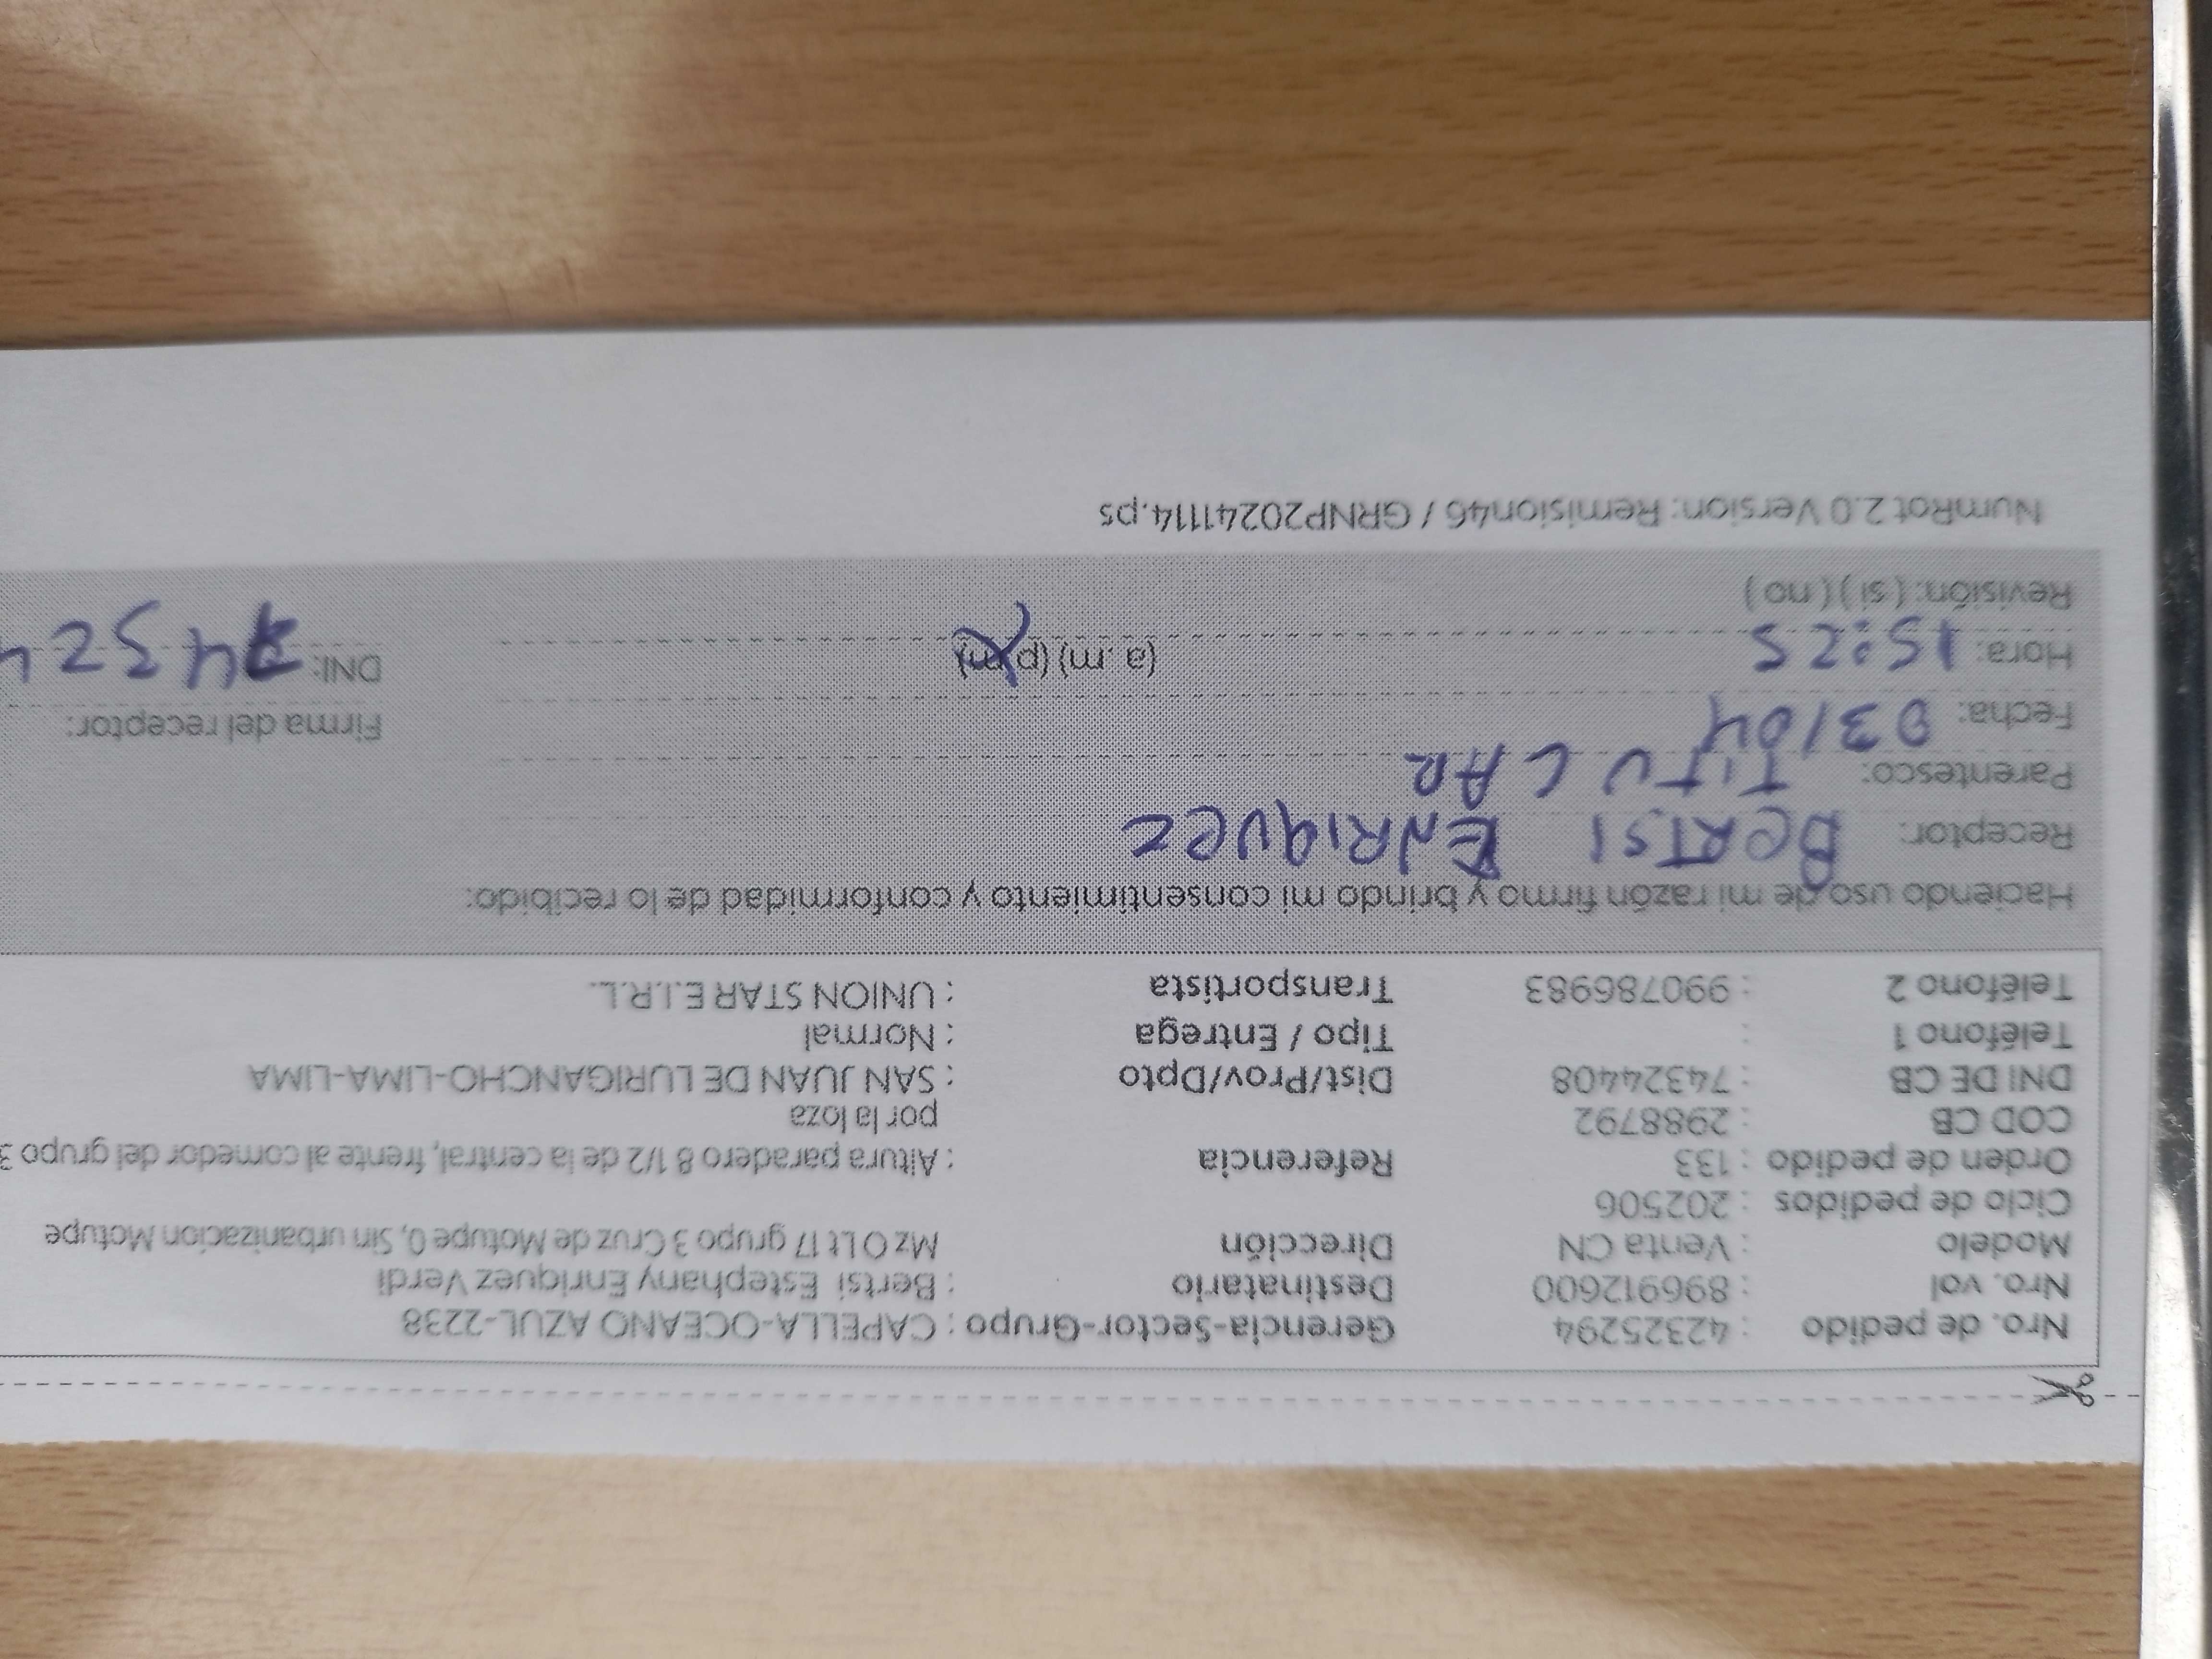 Nro. de pedido : 42325294 Gerencia-Sector-Grupo : CAPELLA-OCEANO AZUL-2238
Nro. vol : 896912600 Destinatario : Bertsi Estephany Enriquez Verdi
Modelo : Venta CN Dirección Mz O Lt 17 grupo 3 Cruz de Motupe 0, Sin urbanizacion Motupe
Ciclo de pedidos : 202506
Orden de pedido : 133 Referencia : Altura paradero 8 1/2 de la central, frente al comedor del grupo 3
COD CB : 2988792 por la loza
DNI DE CB : 74324408 Dist/Prov/Dpto : SAN JUAN DE LURIGANCHO-LIMA-LIMA
Teléfono 1 : Tipo / Entrega : Normal
Teléfono 2 : 990786983 Transportista : UNION STAR E.I.R.L.
Haciendo uso de mi razón firmo y brindo mi consentimiento y conformidad de lo recibido:
Receptor: BeRTSI ENRIQUEZ
Parentesco: TITULAR
Fecha: 03/04 Firma del receptor:
Hora: 15:25 (a.m) (p.m) DNI: 74324
Revisión: ( si ) ( no )
NumRot 2.0 Version: Remision46 / GRNP20241114.ps